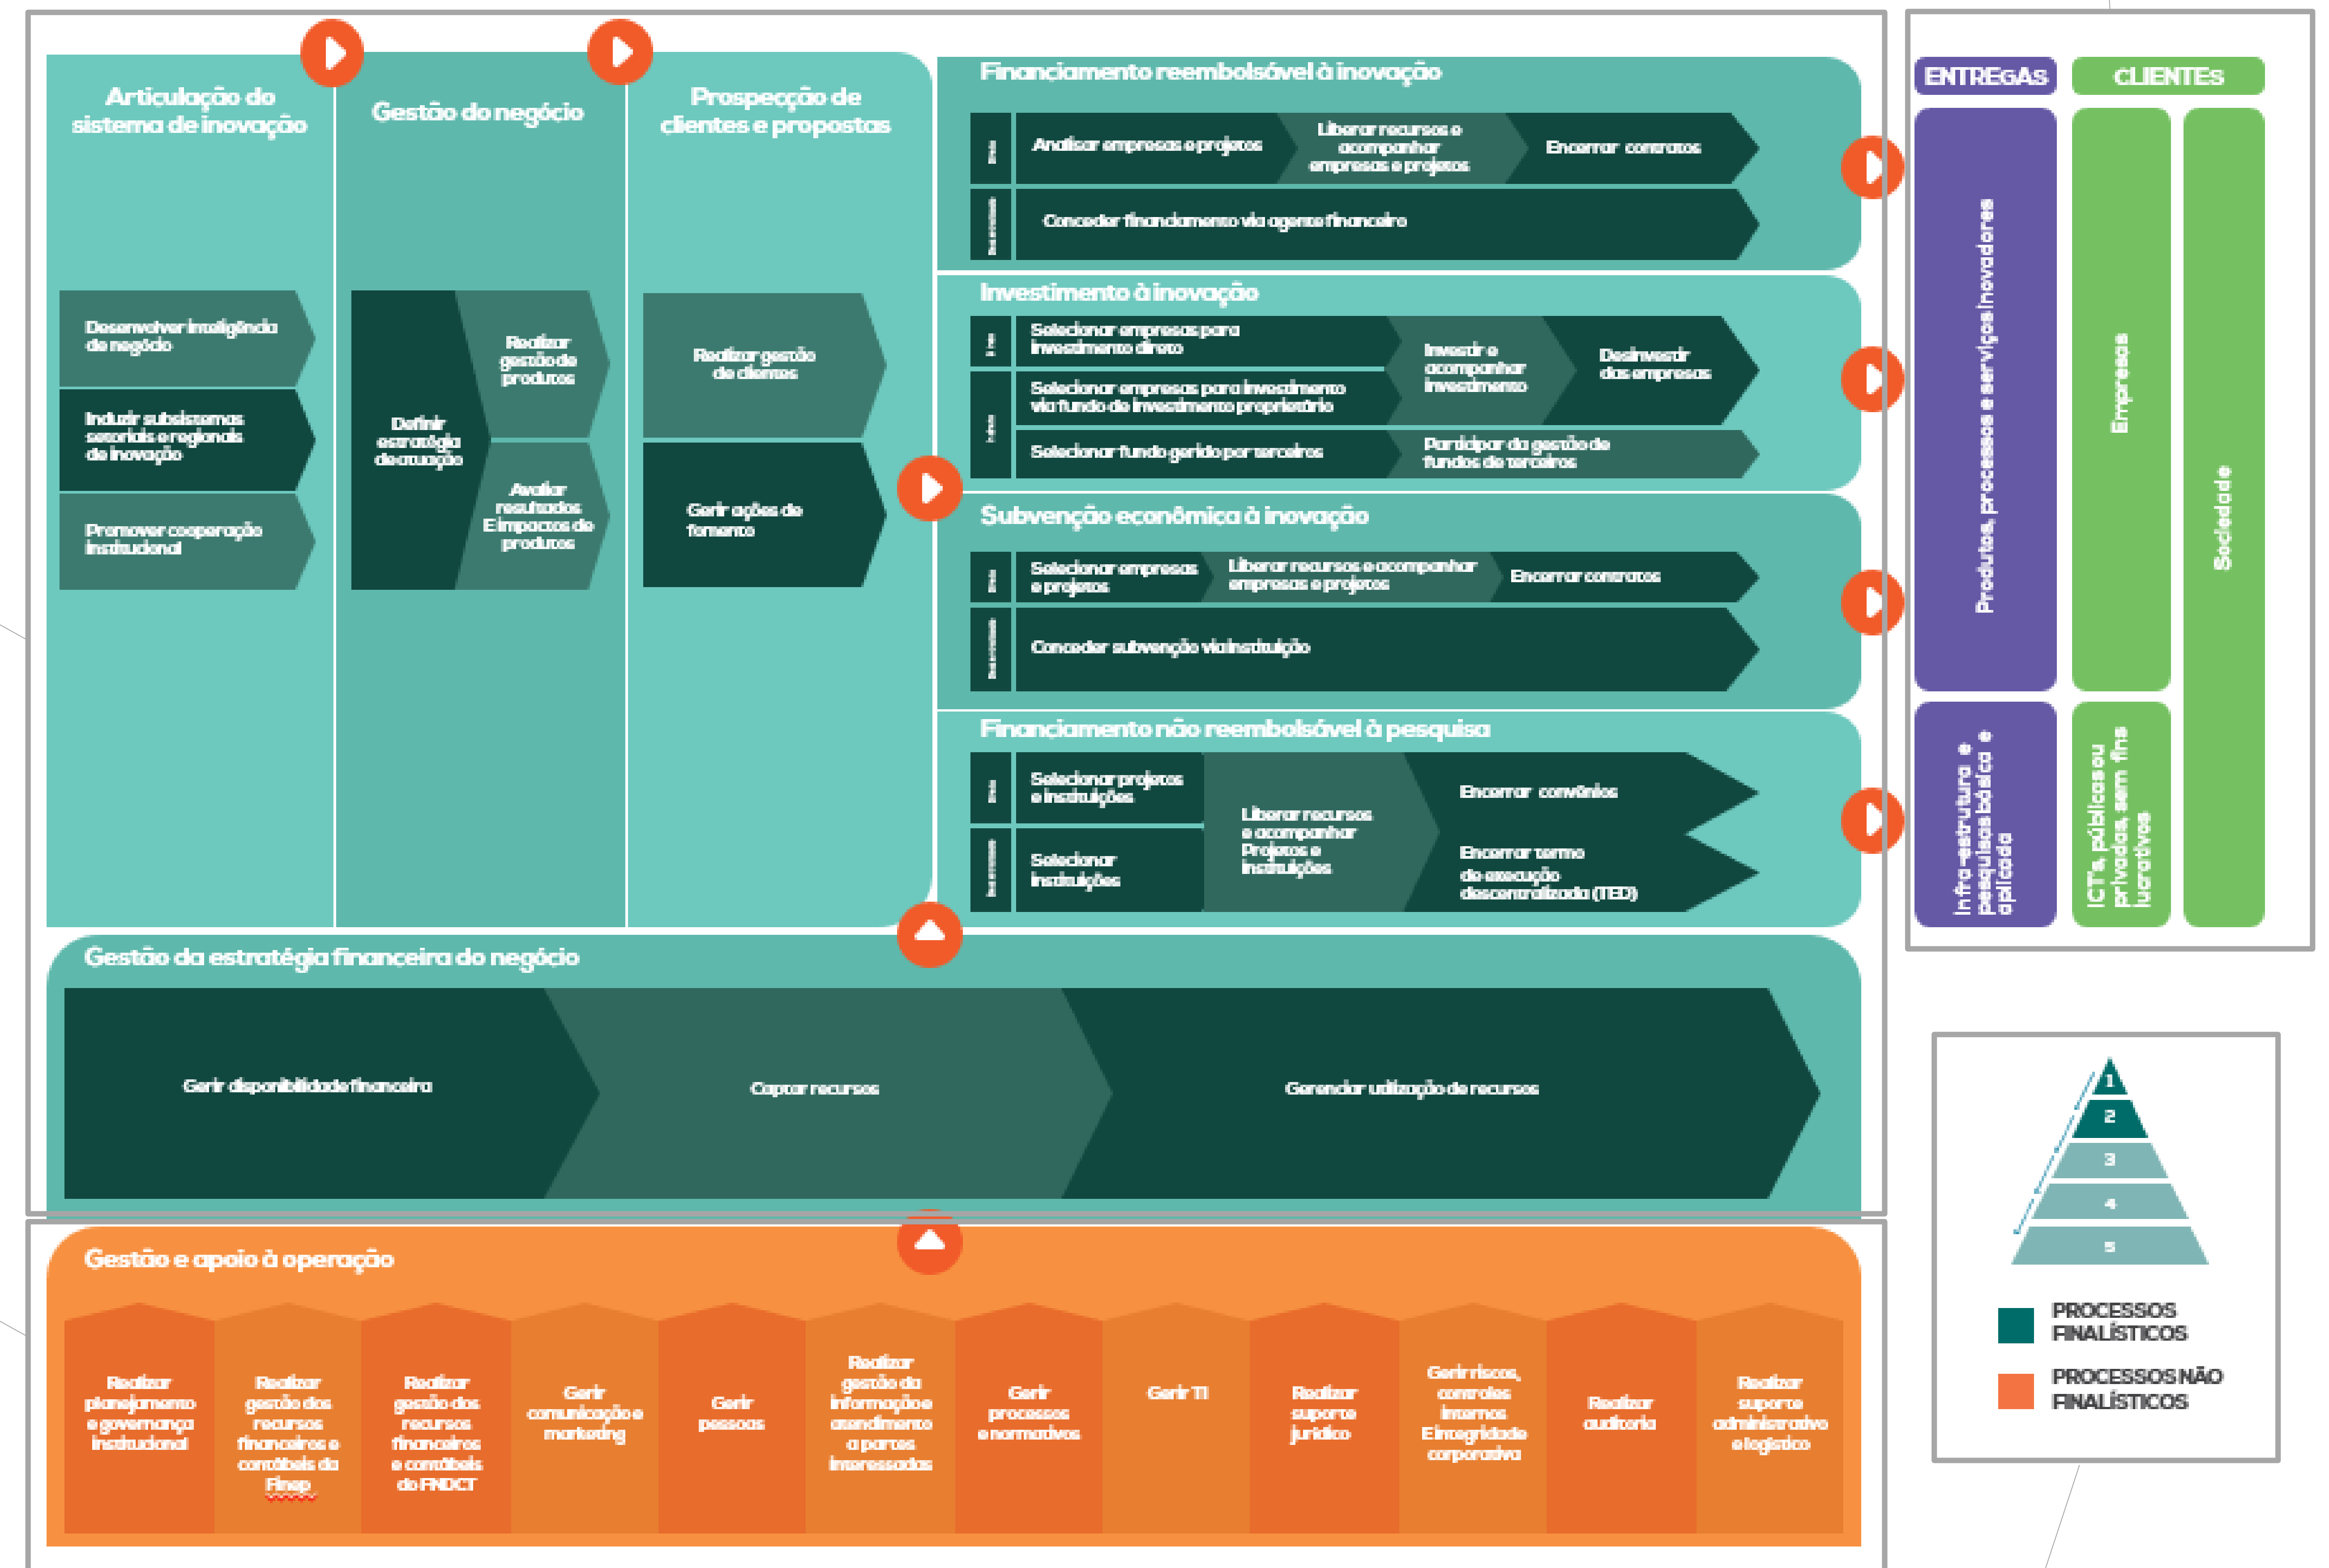 Articulação do
sistema de inovação
Desenvolver inteligência
de negócio
Induzir subsistemas
setoriais e regionais
de inovação
Promover cooperação
institucional
Gestão do negócio
Definir
estratégia
de atuação
Realizar
gestão de
produtos
Avaliar
resultados
E impactos de
produtos
Prospecção de
clientes e propostas
Realizar gestão
de clientes
Gerir ações de
fomento
Financiamento reembolsável à inovação
Analisar empresas e projetos
Liberar recursos e
acompanhar
empresas e projetos
Encerrar contratos
Conceder financiamento via agente financeiro
Investimento à inovação
Selecionar empresas para
investimento direto
Selecionar empresas para investimento
via fundo de investimento proprietário
Investir e
acompanhar
investimento
Desinvestir
das empresas
Selecionar fundo gerido por terceiros
Participar da gestão de
fundos de terceiros
Subvenção econômica à inovação
Selecionar empresas
e projetos
Liberar recursos e acompanhar
empresas e projetos
Encerrar contratos
Conceder subvenção via instituição
Financiamento não reembolsável à pesquisa
Selecionar projetos
e instituições
Selecionar
instituições
Liberar recursos
e acompanhar
Projetos e
instituições
Encerrar convênios
Encerrar termo
de execução
descentralizada (TED)
Gestão da estratégia financeira do negócio
Gerir disponibilidade financeira
Captar recursos
Gerenciar utilização de recursos
Gestão e apoio à operação
Realizar
planejamento
e governança
institucional
Realizar
gestão dos
recursos
financeiros e
contábeis da
Finep
Realizar
gestão dos
recursos
financeiros
e contábeis
do FNDCT
Gerir
comunicação e
marketing
Gerir
pessoas
Realizar
gestão da
informação e
atendimento
a partes
interessadas
Gerir
processos
e normativos
Gerir TI
Realizar
suporte
jurídico
Gerir riscos,
controles
internos
E integridade
corporativa
Realizar
auditoria
Realizar
suporte
administrativo
e logístico
ENTREGAS
Produtos, processos e serviços inovadores
Infra-estrutura e
pesquisa básica e
aplicada
CLIENTES
Empresas
ICT's, públicas ou
privadas, sem fins
lucrativos
Sociedade
1
2
3
4
5
PROCESSOS
FINALÍSTICOS
PROCESSOS NÃO
FINALÍSTICOS